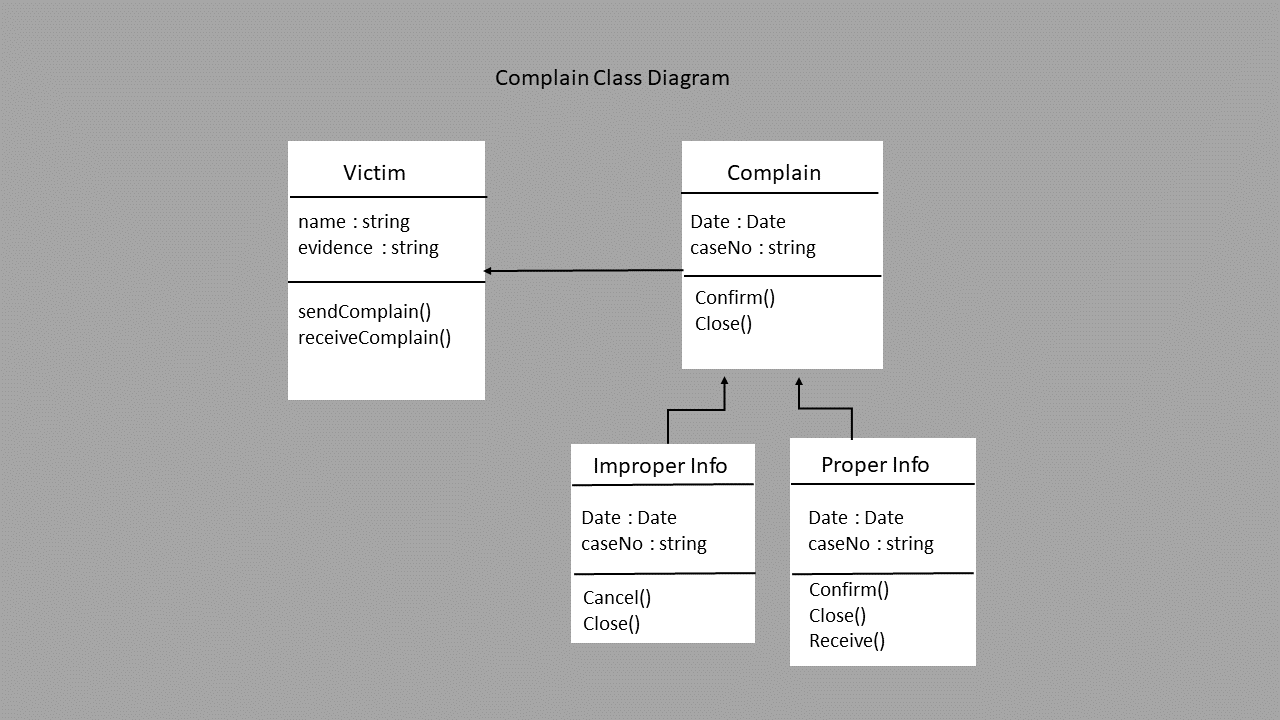 Complain Class Diagram
Victim
name : string
evidence : string
sendComplain()
receiveComplain()
Complain
Date : Date
caseNo : string
Confirm()
Close()
Improper Info
Date : Date
caseNo : string
Cancel()
Close()
Proper Info
Date : Date
caseNo : string
Confirm()
Close()
Receive()